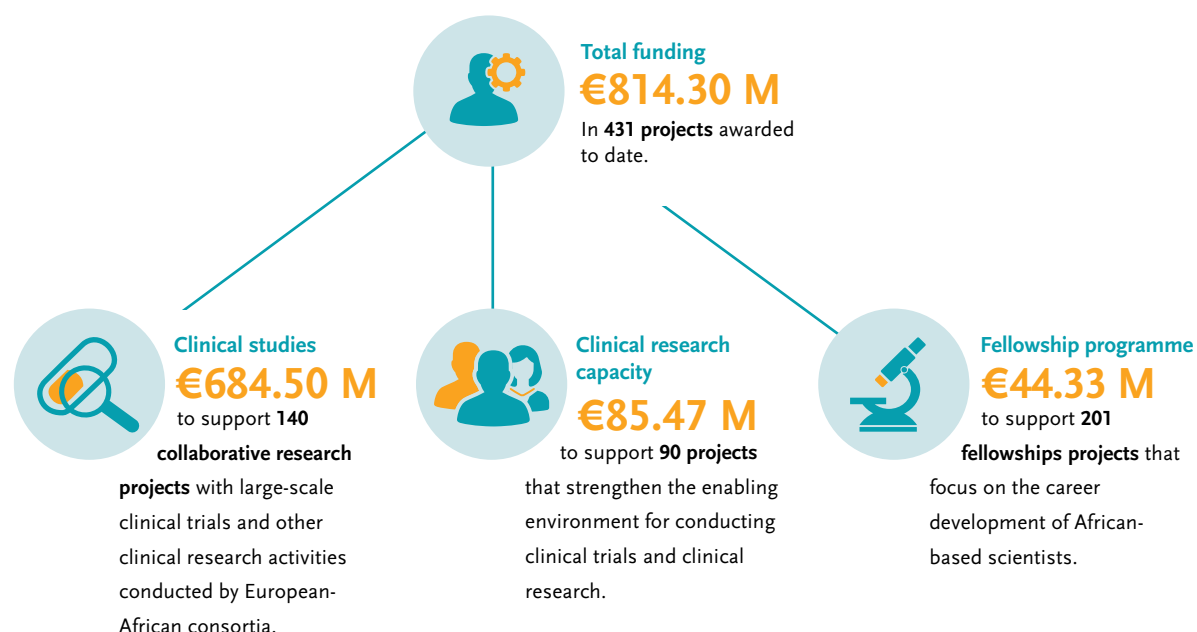 Total funding
€814.30 M
In 431 projects awarded
to date.
Clinical studies
€684.50 M
to support 140
collaborative research
projects with large-scale
clinical trials and other
clinical research activities
conducted by European-
African consortia.
Clinical research
capacity
€85.47 M
to support 90 projects
that strengthen the enabling
environment for conducting
clinical trials and clinical
research.
Fellowship programme
€44.33 M
to support 201
fellowships projects that
focus on the career
development of African-
based scientists.